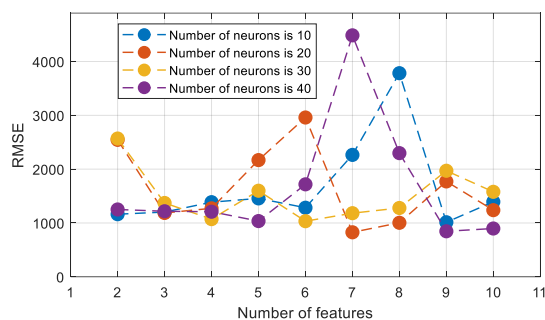 Number of neurons is 10
Number of neurons is 20
Number of neurons is 30
Number of neurons is 40
RMSE
4000
3000
2000
1000
0
1 2 3 4 5 6 7 8 9 10 11
Number of features